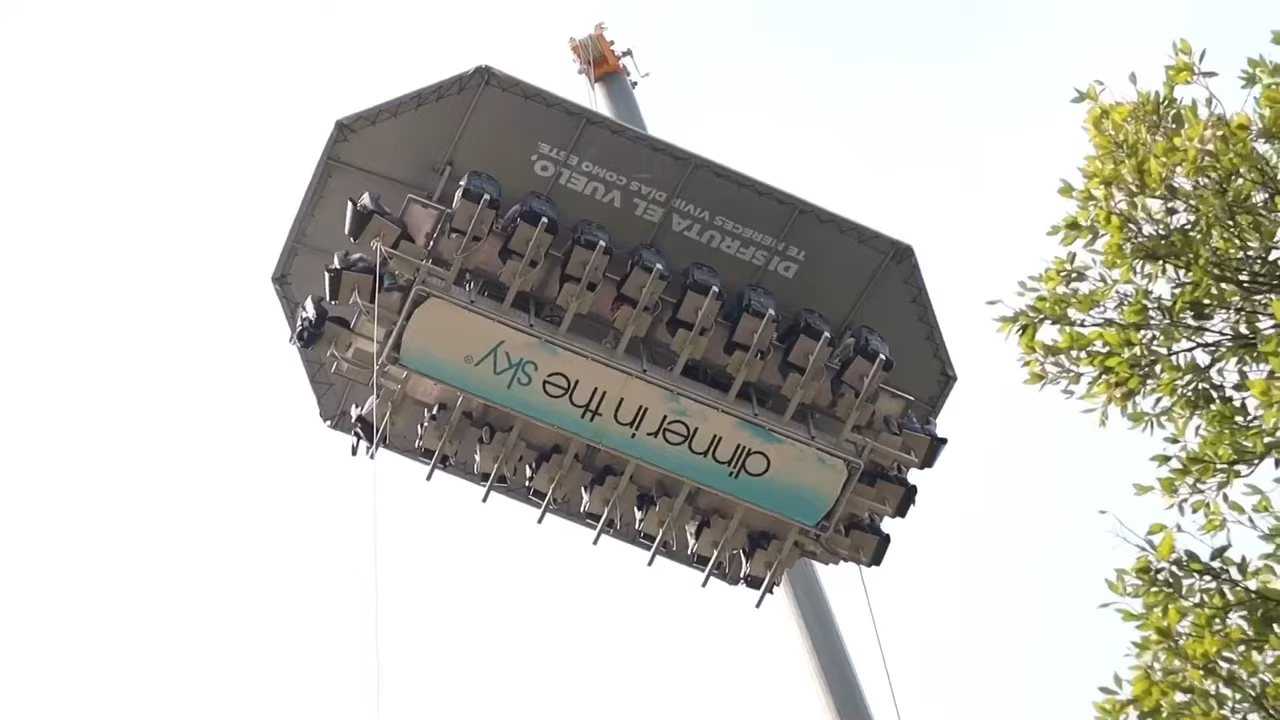 DISFRUTA EL VUELO,
TE MERECES VIVIR DÍAS COMO ESTE.
dinner in the sky®